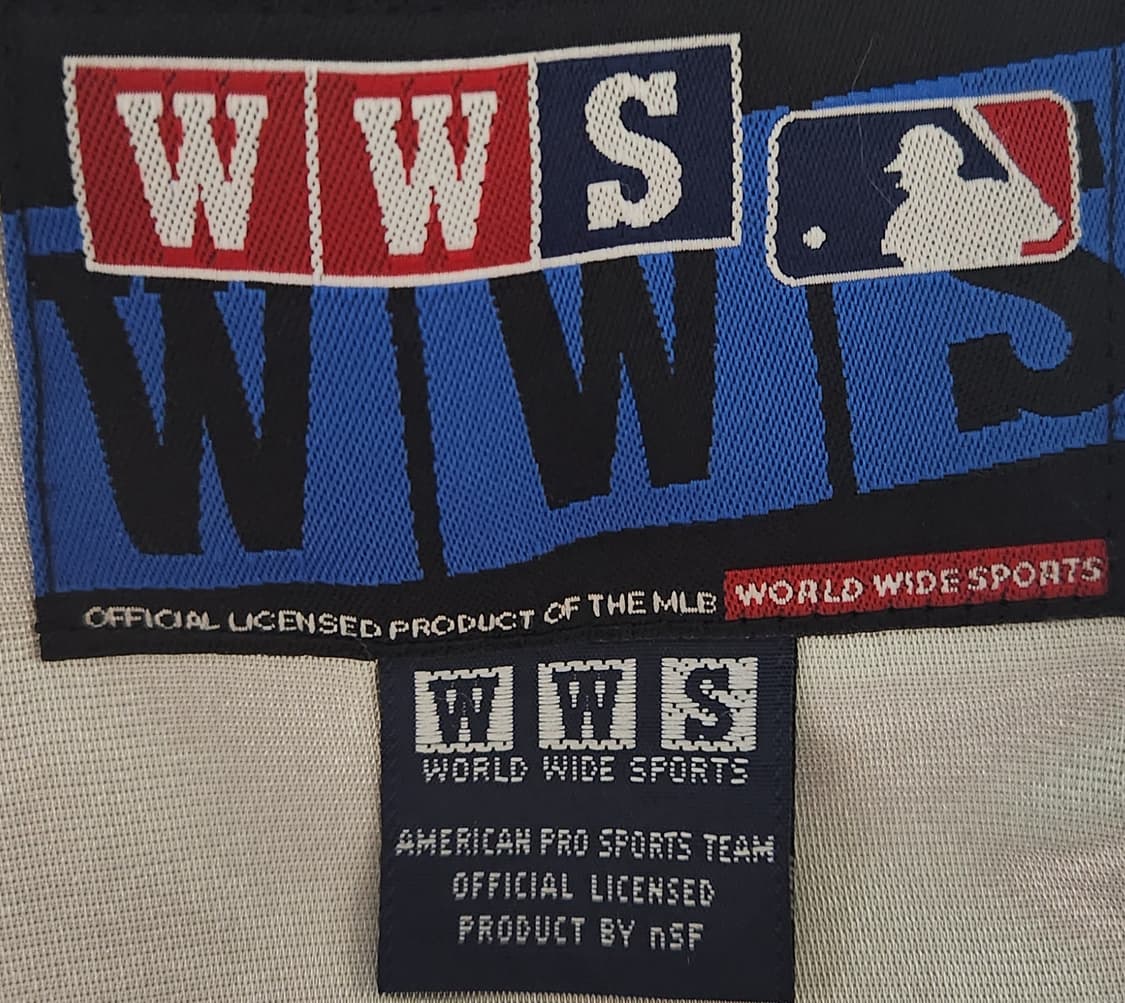 WWS
WWS
OFFICIAL LICENSED PRODUCT OF THE MLB WORLD WIDE SPORTS
WWS
WORLD WIDE SPORTS
AMERICAN PRO SPORTS TEAM
OFFICIAL LICENSED
PRODUCT BY nSF